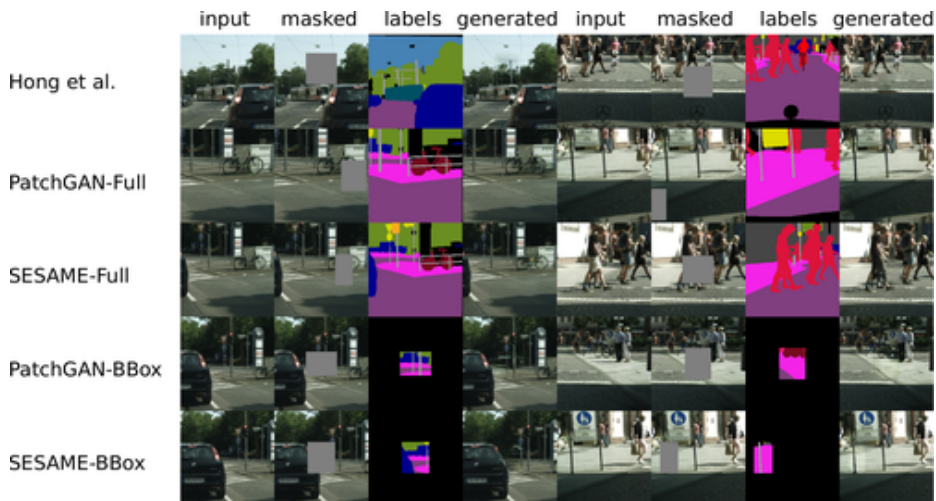 input masked labels generated input masked labels generated
Hong et al.
PatchGAN-Full
SESAME-Full
PatchGAN-BBox
SESAME-BBox